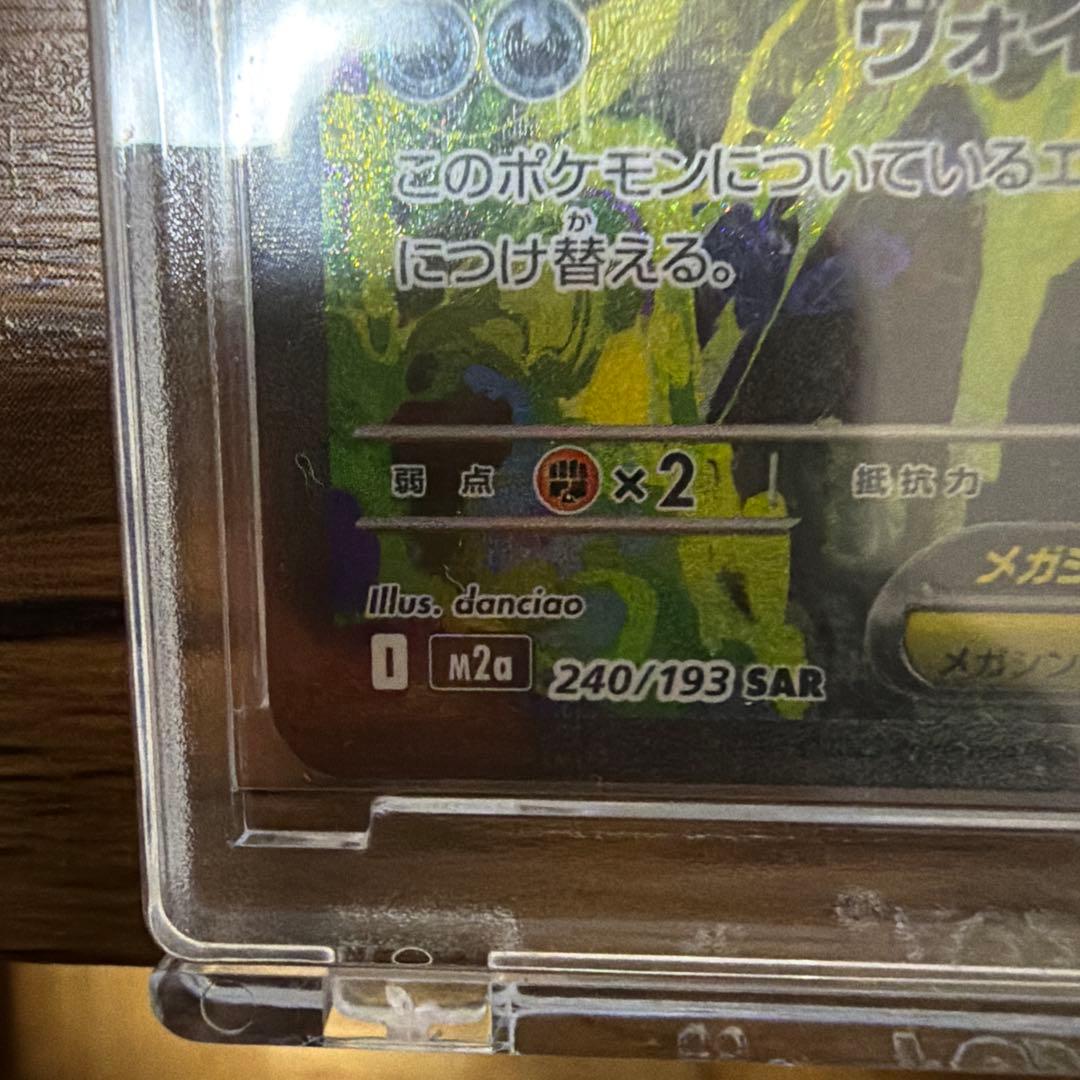 ヴォイ
このポケモンについているエ
か
につけ替える。
弱点 ×2 抵抗力
Illus. danciao
メガシ
I M2a 240/193 SAR
メガシン